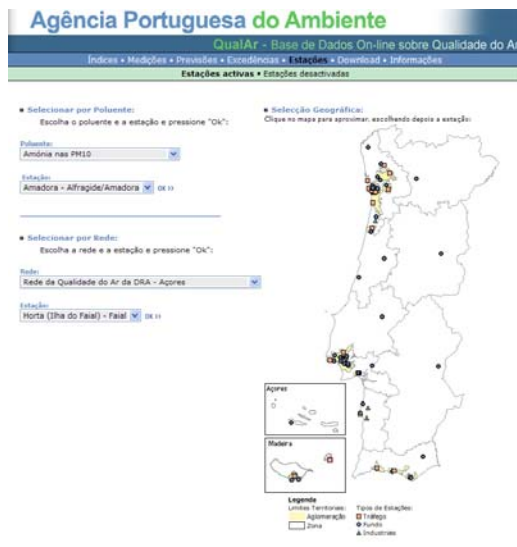 Agência Portuguesa do Ambiente
QualAr - Base de Dados On-line sobre Qualidade do Ar
Índices • Medições • Previsões • Excedências • Estações • Download • Informações
Estações activas • Estações desactivadas
Selecionar por Poluente:
Escolha o poluente e a estação e pressione "Ok":
Poluente:
Amónia nas PM10
Estação:
Amadora - Alfragide/Amadora OK >>
Selecionar por Rede:
Escolha a rede e a estação e pressione "Ok":
Rede:
Rede da Qualidade do Ar da DRA - Açores
Estação:
Horta (Ilha do Faial) - Faial OK >>
Selecção Geográfica:
Clique no mapa para aproximar, escolhendo depois a estação:
Açores
Madeira
Legenda
Limites Territoriais:
Aglomeração
Zona
Tipos de Estações:
Tráfego
Fundo
Industriais